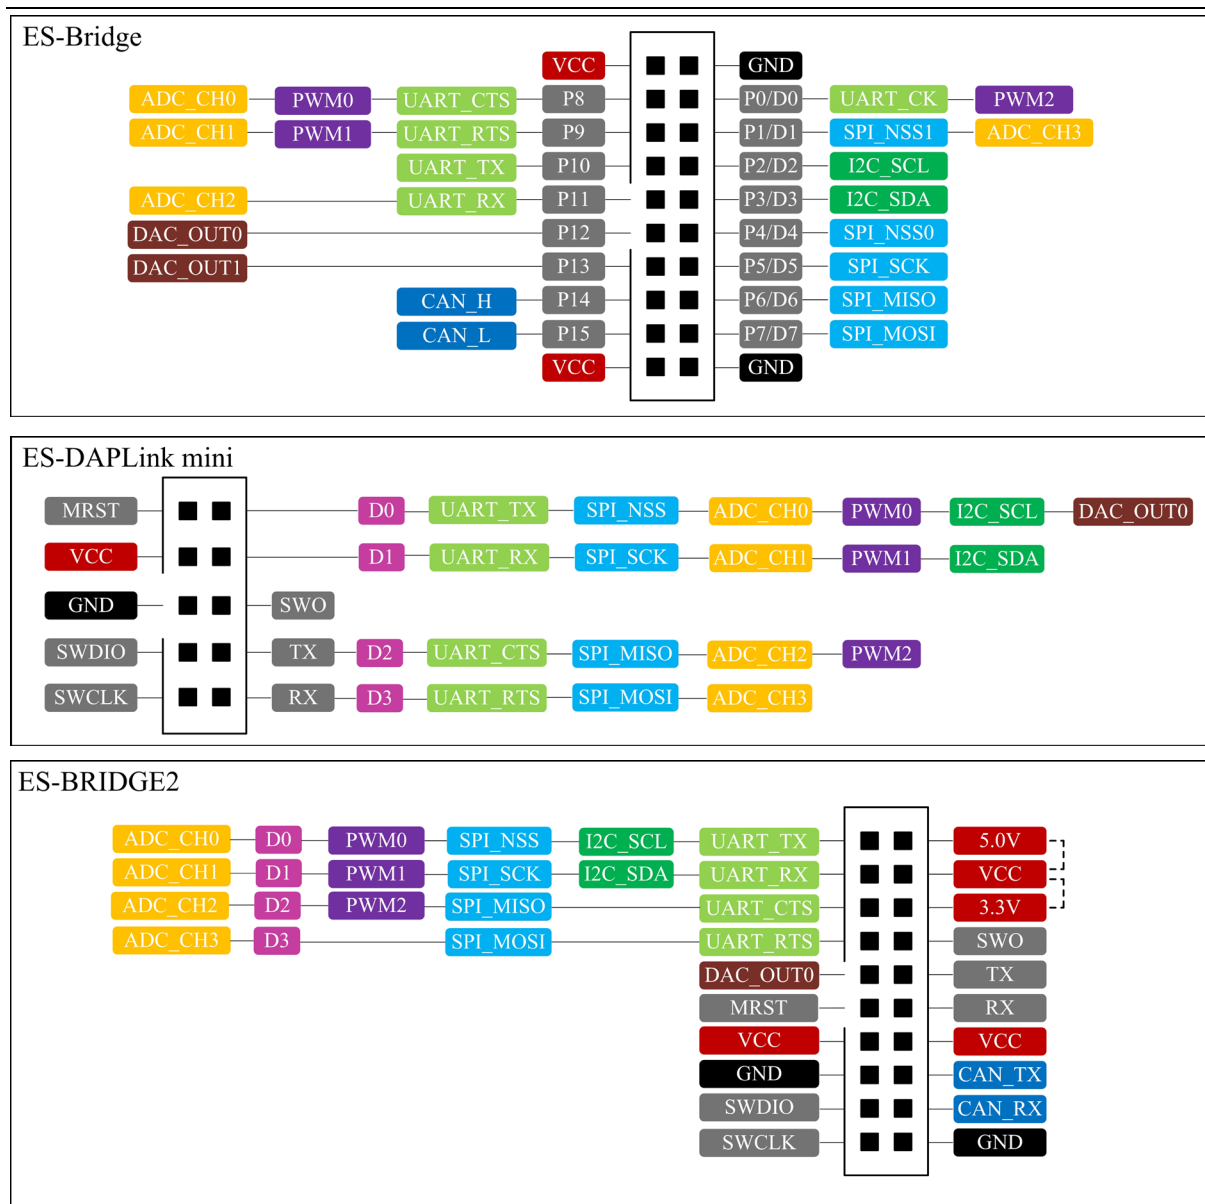 ES-Bridge
VCC GND
ADC_CH0 PWM0 UART_CTS P8 P0/D0 UART_CK PWM2
ADC_CH1 PWM1 UART_RTS P9 P1/D1 SPI_NSS1 ADC_CH3
UART_TX P10 P2/D2 I2C_SCL
ADC_CH2 UART_RX P11 P3/D3 I2C_SDA
DAC_OUT0 P12 P4/D4 SPI_NSS0
DAC_OUT1 P13 P5/D5 SPI_SCK
CAN_H P14 P6/D6 SPI_MISO
CAN_L P15 P7/D7 SPI_MOSI
VCC GND
ES-DAPLink mini
MRST D0 UART_TX SPI_NSS ADC_CH0 PWM0 I2C_SCL DAC_OUT0
VCC D1 UART_RX SPI_SCK ADC_CH1 PWM1 I2C_SDA
GND SWO
SWDIO TX D2 UART_CTS SPI_MISO ADC_CH2 PWM2
SWCLK RX D3 UART_RTS SPI_MOSI ADC_CH3
ES-BRIDGE2
ADC_CH0 D0 PWM0 SPI_NSS I2C_SCL UART_TX 5.0V
ADC_CH1 D1 PWM1 SPI_SCK I2C_SDA UART_RX VCC
ADC_CH2 D2 PWM2 SPI_MISO UART_CTS 3.3V
ADC_CH3 D3 SPI_MOSI UART_RTS SWO
DAC_OUT0 TX
MRST RX
VCC VCC
GND CAN_TX
SWDIO CAN_RX
SWCLK GND